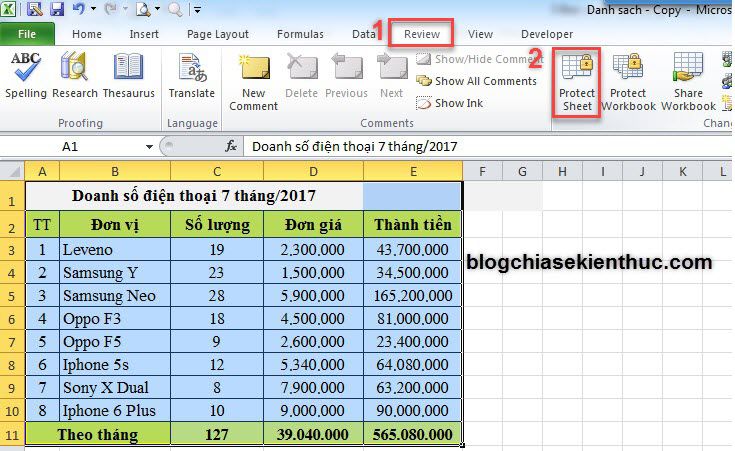 Danh sach - Copy - Micros
File Home Insert Page Layout Formulas Data 1 Review View Developer
ABC
Spelling Research Thesaurus
Translate
New Comment
Delete Previous Next
Show/Hide Comment
Show All Comments
Show Ink
2
Protect Sheet
Protect Workbook
Share Workbook
Proofing Language Comments Chang
A1 fx Doanh số điện thoại 7 tháng/2017
A B C D E F G H I J K L
1 Doanh số điện thoại 7 tháng/2017
2 TT Đơn vị Số lượng Đơn giá Thành tiền
3 1 Leveno 19 2,300,000 43,700,000
4 2 Samsung Y 23 1,500,000 34,500,000
5 3 Samsung Neo 28 5,900,000 165,200,000
6 4 Oppo F3 18 4,500,000 81,000,000
7 5 Oppo F5 9 2,600,000 23,400,000
8 6 Iphone 5s 12 5,340,000 64,080,000
9 7 Sony X Dual 8 7,900,000 63,200,000
10 8 Iphone 6 Plus 10 9,000,000 90,000,000
11 Theo tháng 127 39.040.000 565.080.000
blogchiasekienthuc.com